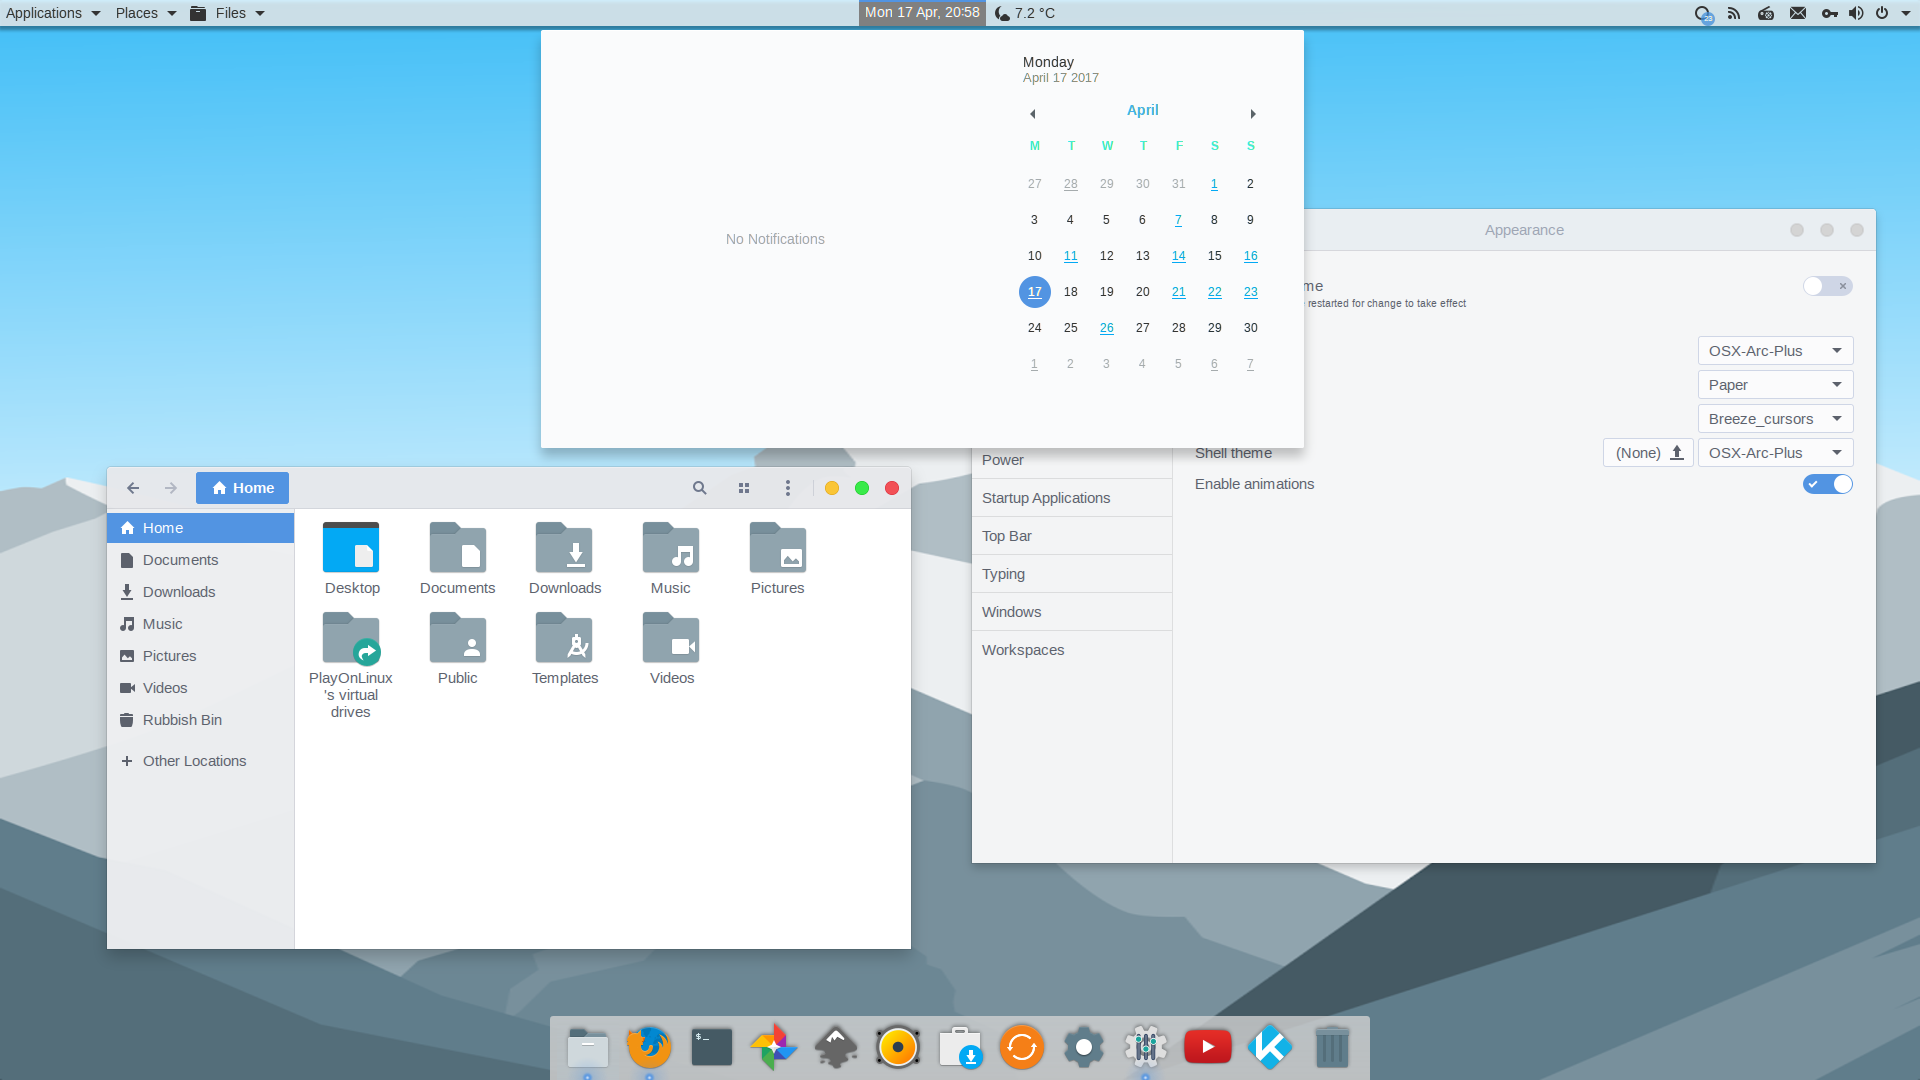 Applications Places Files Mon 17 Apr, 20:58 7.2 °C 23
Monday
April 17 2017
April
M T W T F S S
27 28 29 30 31 1 2
3 4 5 6 7 8 9
10 11 12 13 14 15 16
17 18 19 20 21 22 23
24 25 26 27 28 29 30
1 2 3 4 5 6 7
No Notifications
Appearance
me
restarted for change to take effect
OSX-Arc-Plus
Paper
Breeze_cursors
Shell theme (None) OSX-Arc-Plus
Enable animations
Power
Startup Applications
Top Bar
Typing
Windows
Workspaces
Home
Home
Documents
Downloads
Music
Pictures
Videos
Rubbish Bin
Other Locations
Desktop Documents Downloads Music Pictures
PlayOnLinux
's virtual
drives
Public Templates Videos
$_